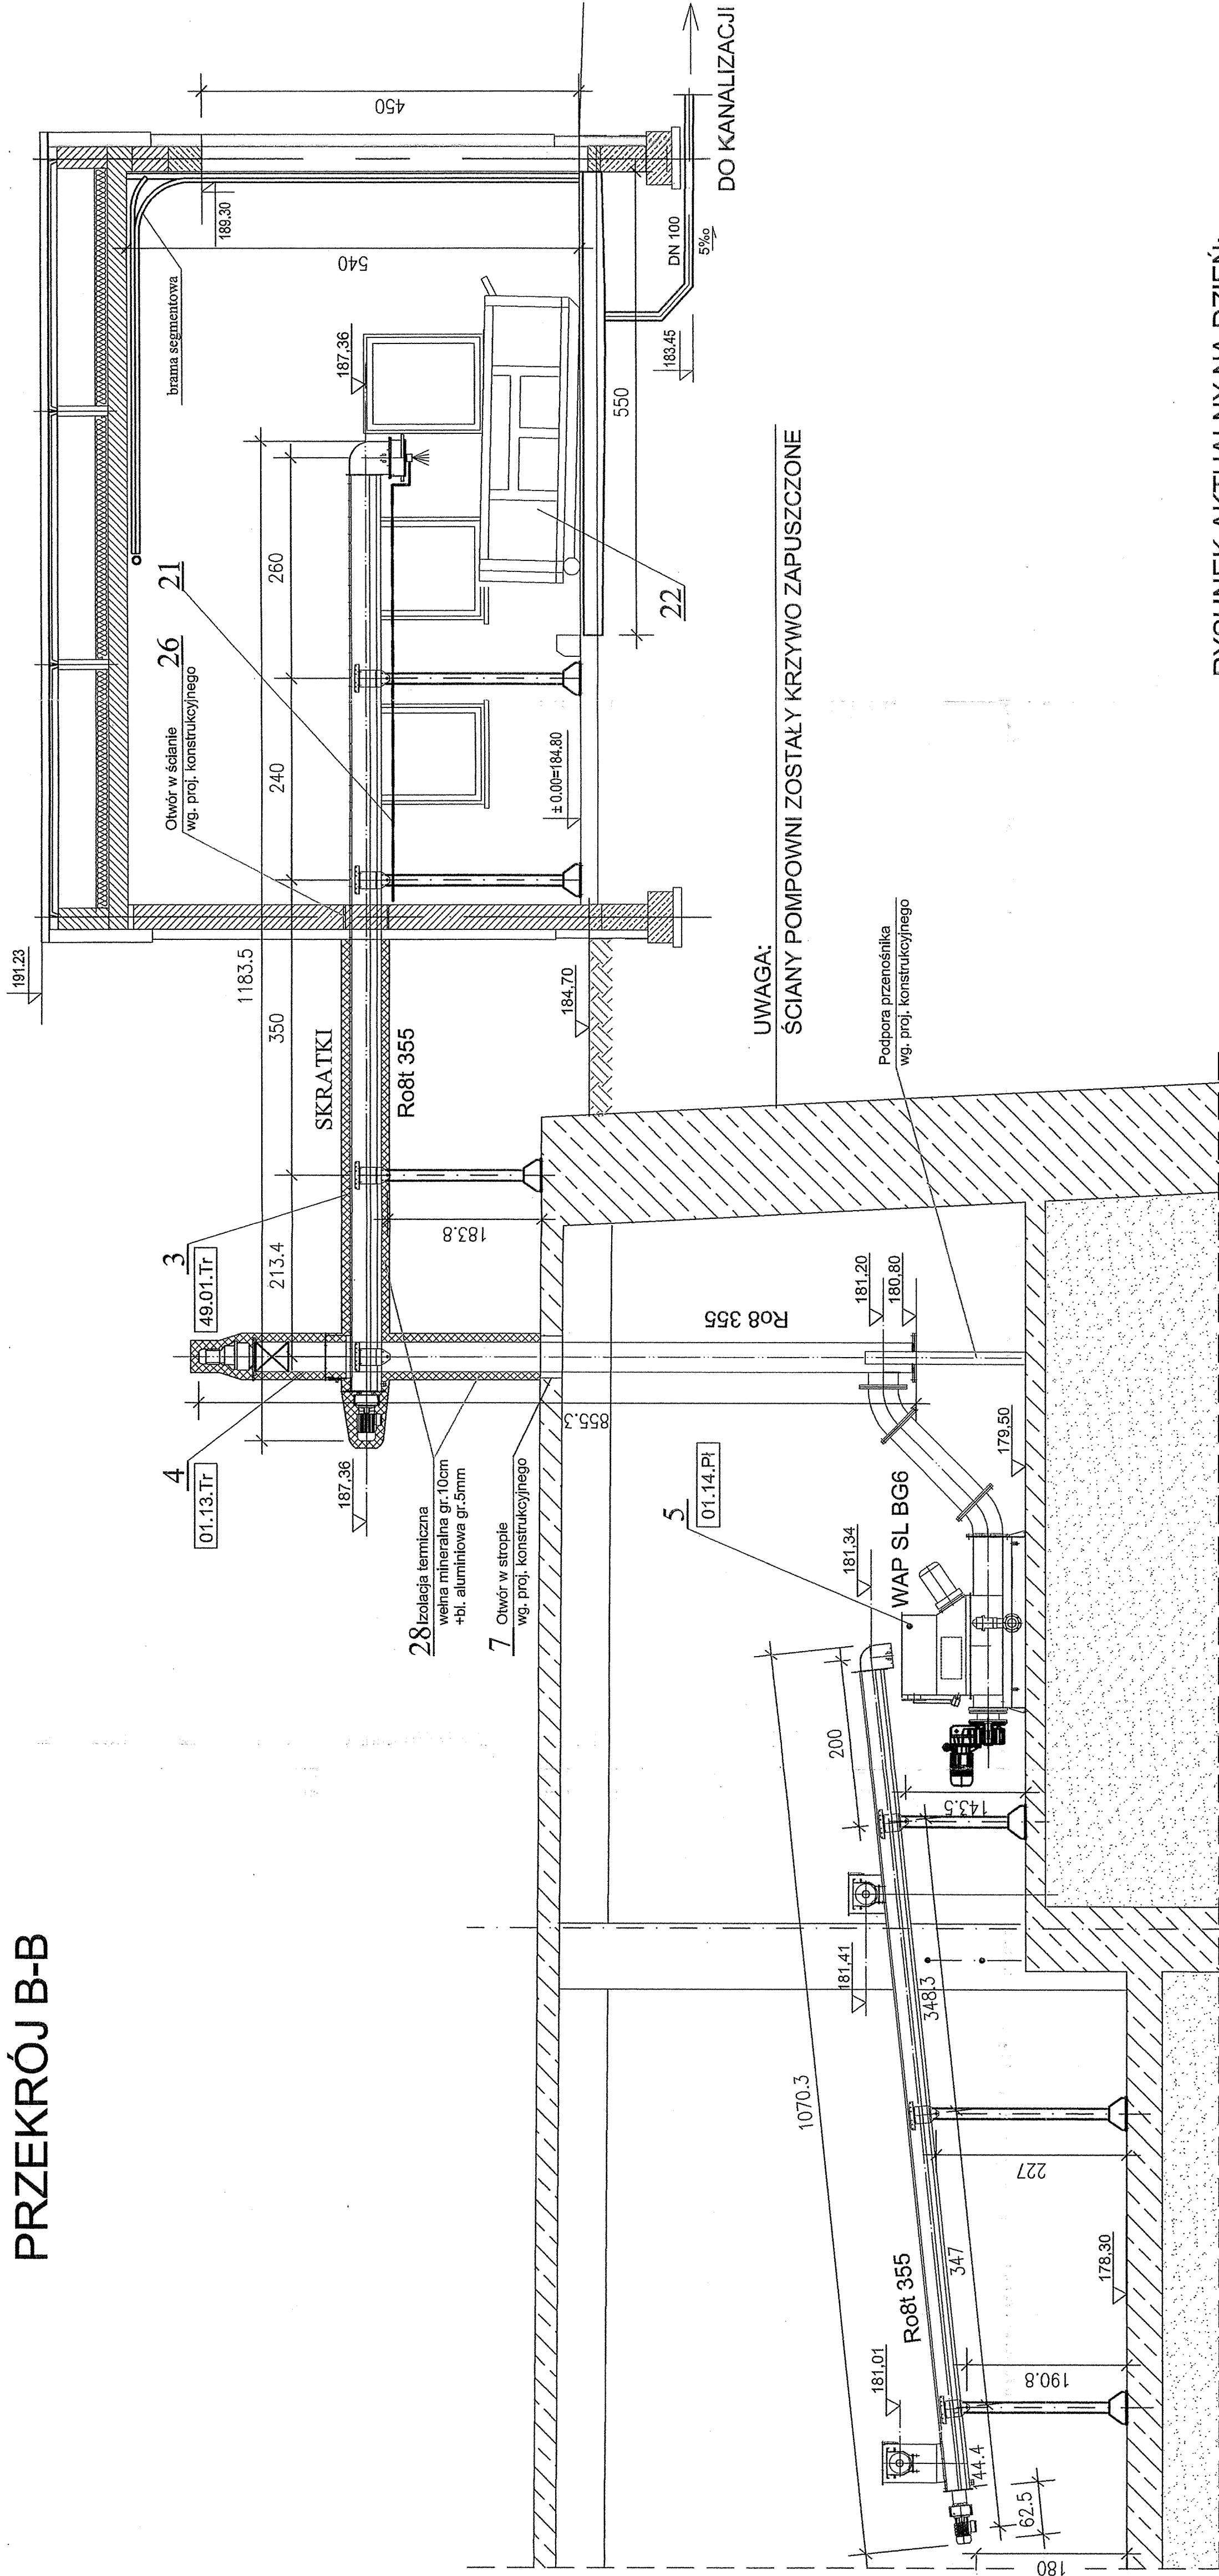 PRZEKRÓJ B-B
191.23
450
189.30
540
brama segmentowa
DO KANALIZACJI
DN 100
5‰
183.45
550
187,36
260
21
22
26
Otwór w ścianie
wg. proj. konstrukcyjnego
240
± 0.00=184.80
1183.5
350
SKRATKI
Ro8t 355
184,70
UWAGA:
ŚCIANY POMPOWNI ZOSTAŁY KRZYWO ZAPUSZCZONE
3
49.01.Tr
213.4
183.8
4
01.13.Tr
187,36
28 Izolacja termiczna
wełna mineralna gr.10cm
+bl. aluminiowa gr.5mm
7 Otwór w stropie
wg. proj. konstrukcyjnego
855.3
Ro8 355
181,20
180,80
Podpora przenośnika
wg. proj. konstrukcyjnego
5
01.14.Pł
WAP SL BG6
179,50
181,34
200
143.5
181,41
348.3
1070.3
227
347
178,30
Ro8t 355
181,01
190.8
44.4
62.5
180
RYSUNEK AKTUALNY NA DZIEŃ: